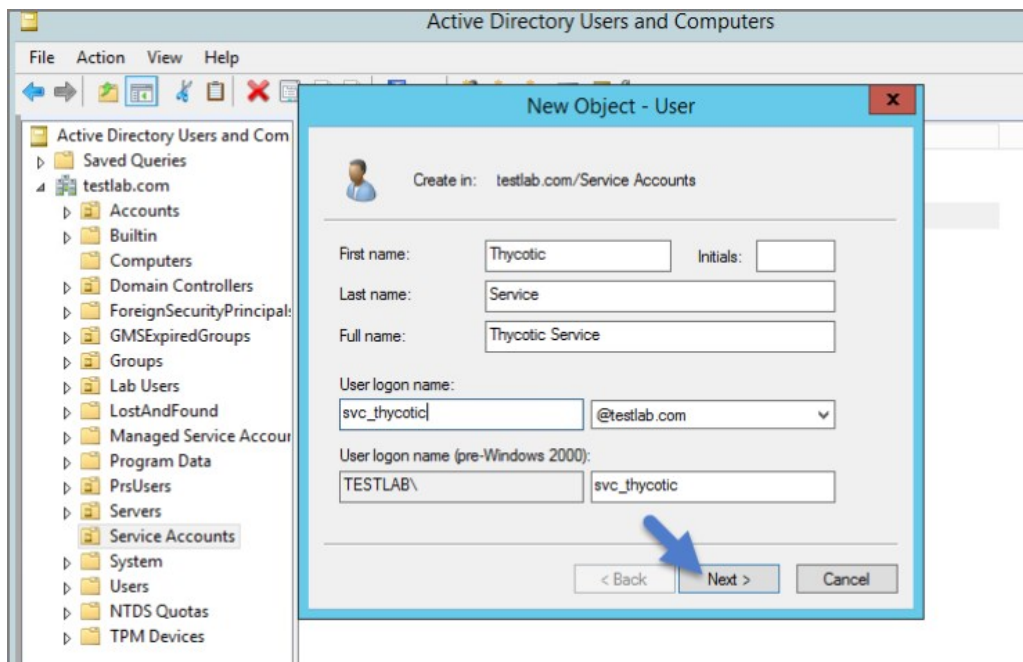 Active Directory Users and Computers
File Action View Help
Active Directory Users and Com
Saved Queries
testlab.com
Accounts
Builtin
Computers
Domain Controllers
ForeignSecurityPrincipals
GMSExpiredGroups
Groups
Lab Users
LostAndFound
Managed Service Accour
Program Data
PrsUsers
Servers
Service Accounts
System
Users
NTDS Quotas
TPM Devices
New Object - User
x
Create in: testlab.com/Service Accounts
First name: Thycotic Initials:
Last name: Service
Full name: Thycotic Service
User logon name:
svc_thycotic @testlab.com
User logon name (pre-Windows 2000):
TESTLAB\ svc_thycotic
< Back Next > Cancel